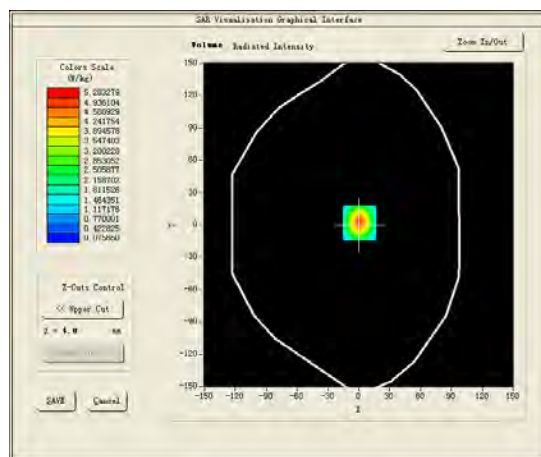 SAR Visualisation Graphical Interface
Volume Radiated Intensity
Zoom In/Out
Colors Scale
(W/kg)
5.283279
4.936104
4.588929
4.241754
3.894578
3.547403
3.200228
2.853052
2.505877
2.158702
1.811526
1.464351
1.117176
0.770001
0.422825
0.075650
150
120
90
60
30
0
-30
-60
-90
-120
-150
Y
-150 -120 -90 -60 -30 0 30 60 90 120 150
X
Z-Cuts Control
<< Upper Cut
Z = 4.0 mm
SAVE
Cancel